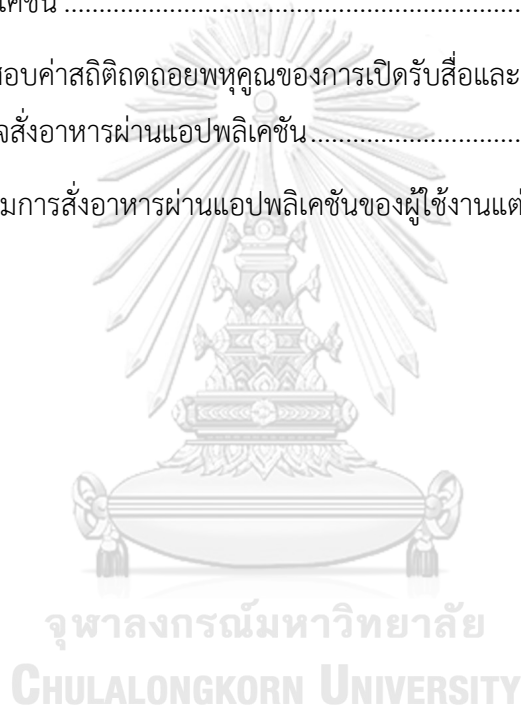 เคชัน ........................................................................
สอบค่าสถิติถดถอยพหุคูณของการเปิดรับสื่อและ
จสั่งอาหารผ่านแอปพลิเคชัน........................................
มการสั่งอาหารผ่านแอปพลิเคชันของผู้ใช้งานแต่
จุฬาลงกรณ์มหาวิทยาลัย
CHULALONGKORN UNIVERSITY